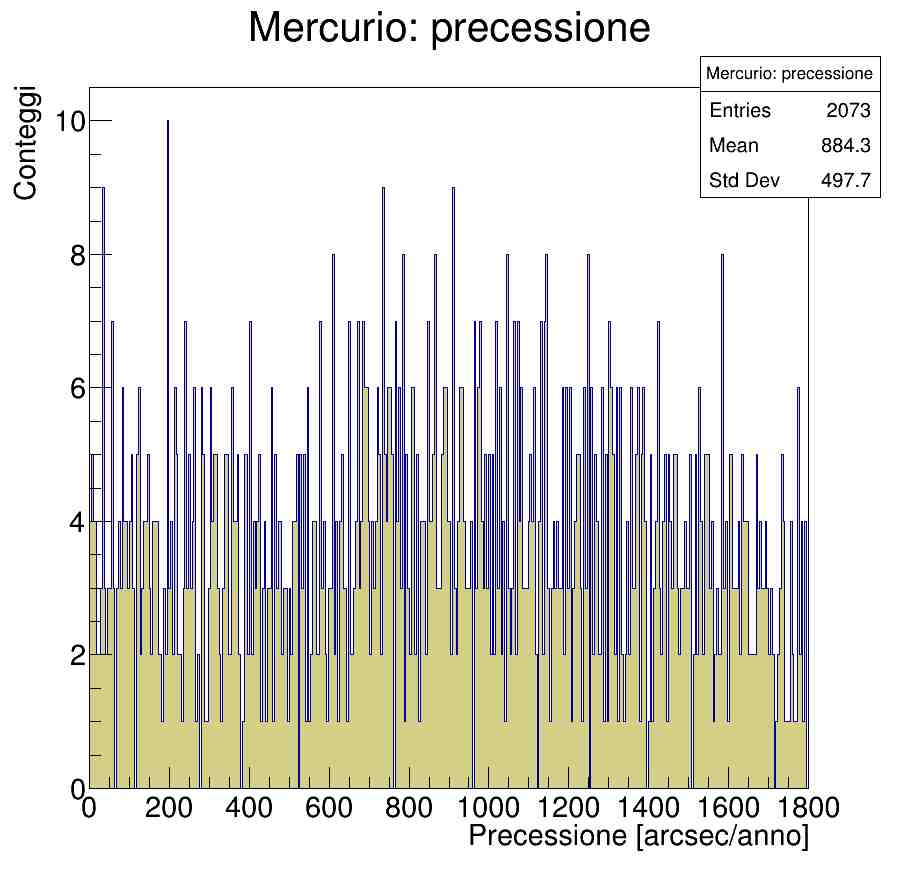 Mercurio: precessione
Mercurio: precessione
Entries 2073
Mean 884.3
Std Dev 497.7
Conteggi
10
8
6
4
2
0
0 200 400 600 800 1000 1200 1400 1600 1800
Precessione [arcsec/anno]